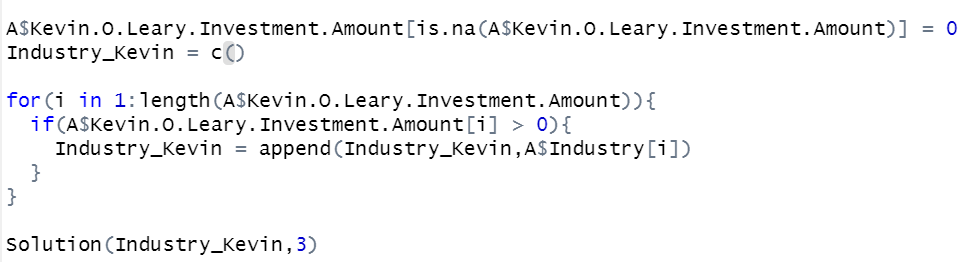 A$Kevin.O.Leary.Investment.Amount[is.na(A$Kevin.O.Leary.Investment.Amount)] = 0
Industry_Kevin = c()
for(i in 1:length(A$Kevin.O.Leary.Investment.Amount)){
if(A$Kevin.O.Leary.Investment.Amount[i] > 0){
Industry_Kevin = append(Industry_Kevin,A$Industry[i])
}
}
Solution(Industry_Kevin,3)